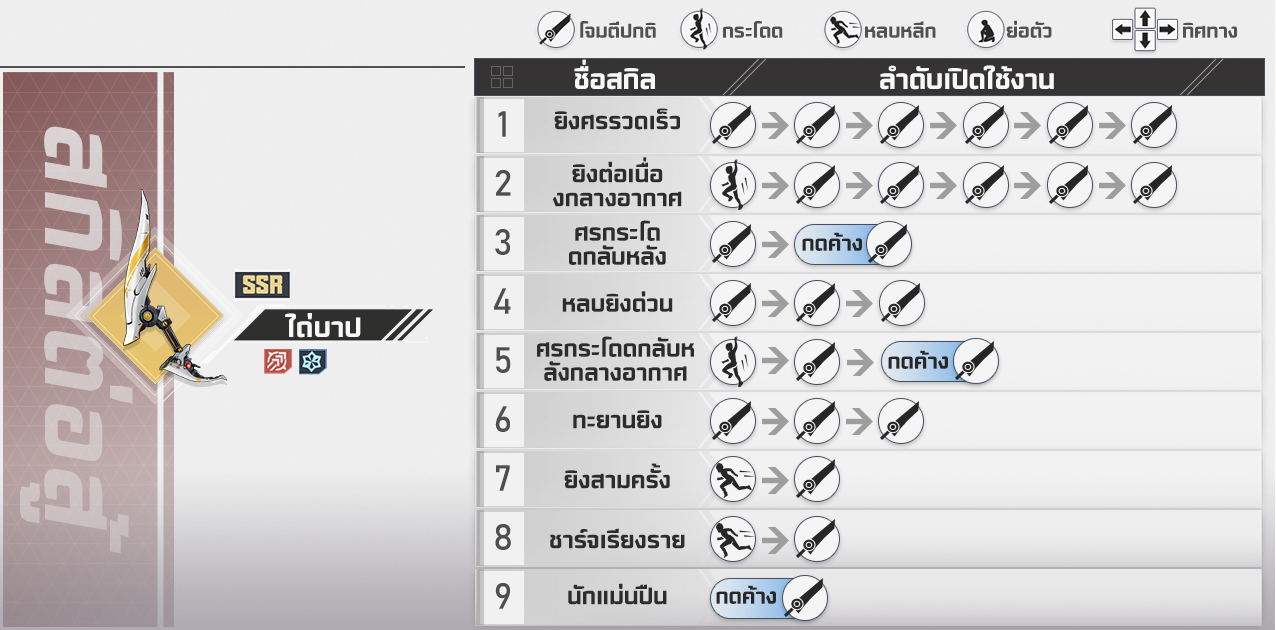 โจมตีปกติ
กระโดด
หลบหลีก
ย่อตัว
ทิศทาง
สกิลต่อสู้
SSR
ไถ่บาป
ชื่อสกิล
ลำดับเปิดใช้งาน
1
ยิงศรรวดเร็ว
2
ยิงต่อเนื่อ
งกลางอากาศ
3
ศรกระโด
ดกลับหลัง
กดค้าง
4
หลบยิงด่วน
5
ศรกระโดดกลับห
ลังกลางอากาศ
กดค้าง
6
ทะยานยิง
7
ยิงสามครั้ง
8
ชาร์จเรียงราย
9
นักแม่นปืน
กดค้าง